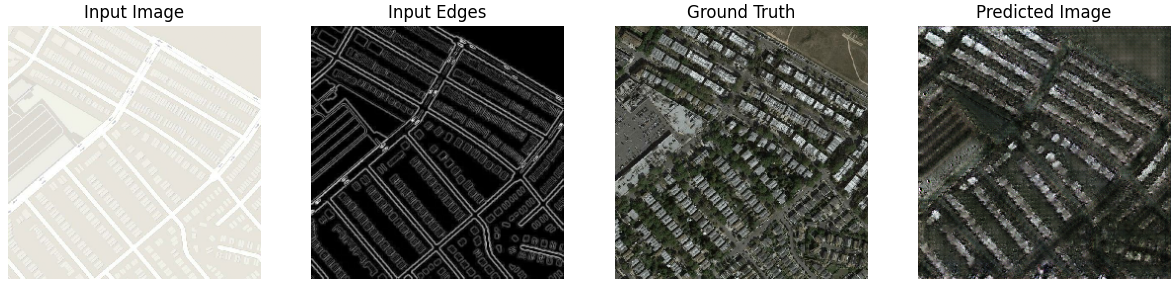 Input Image
Input Edges
Ground Truth
Predicted Image